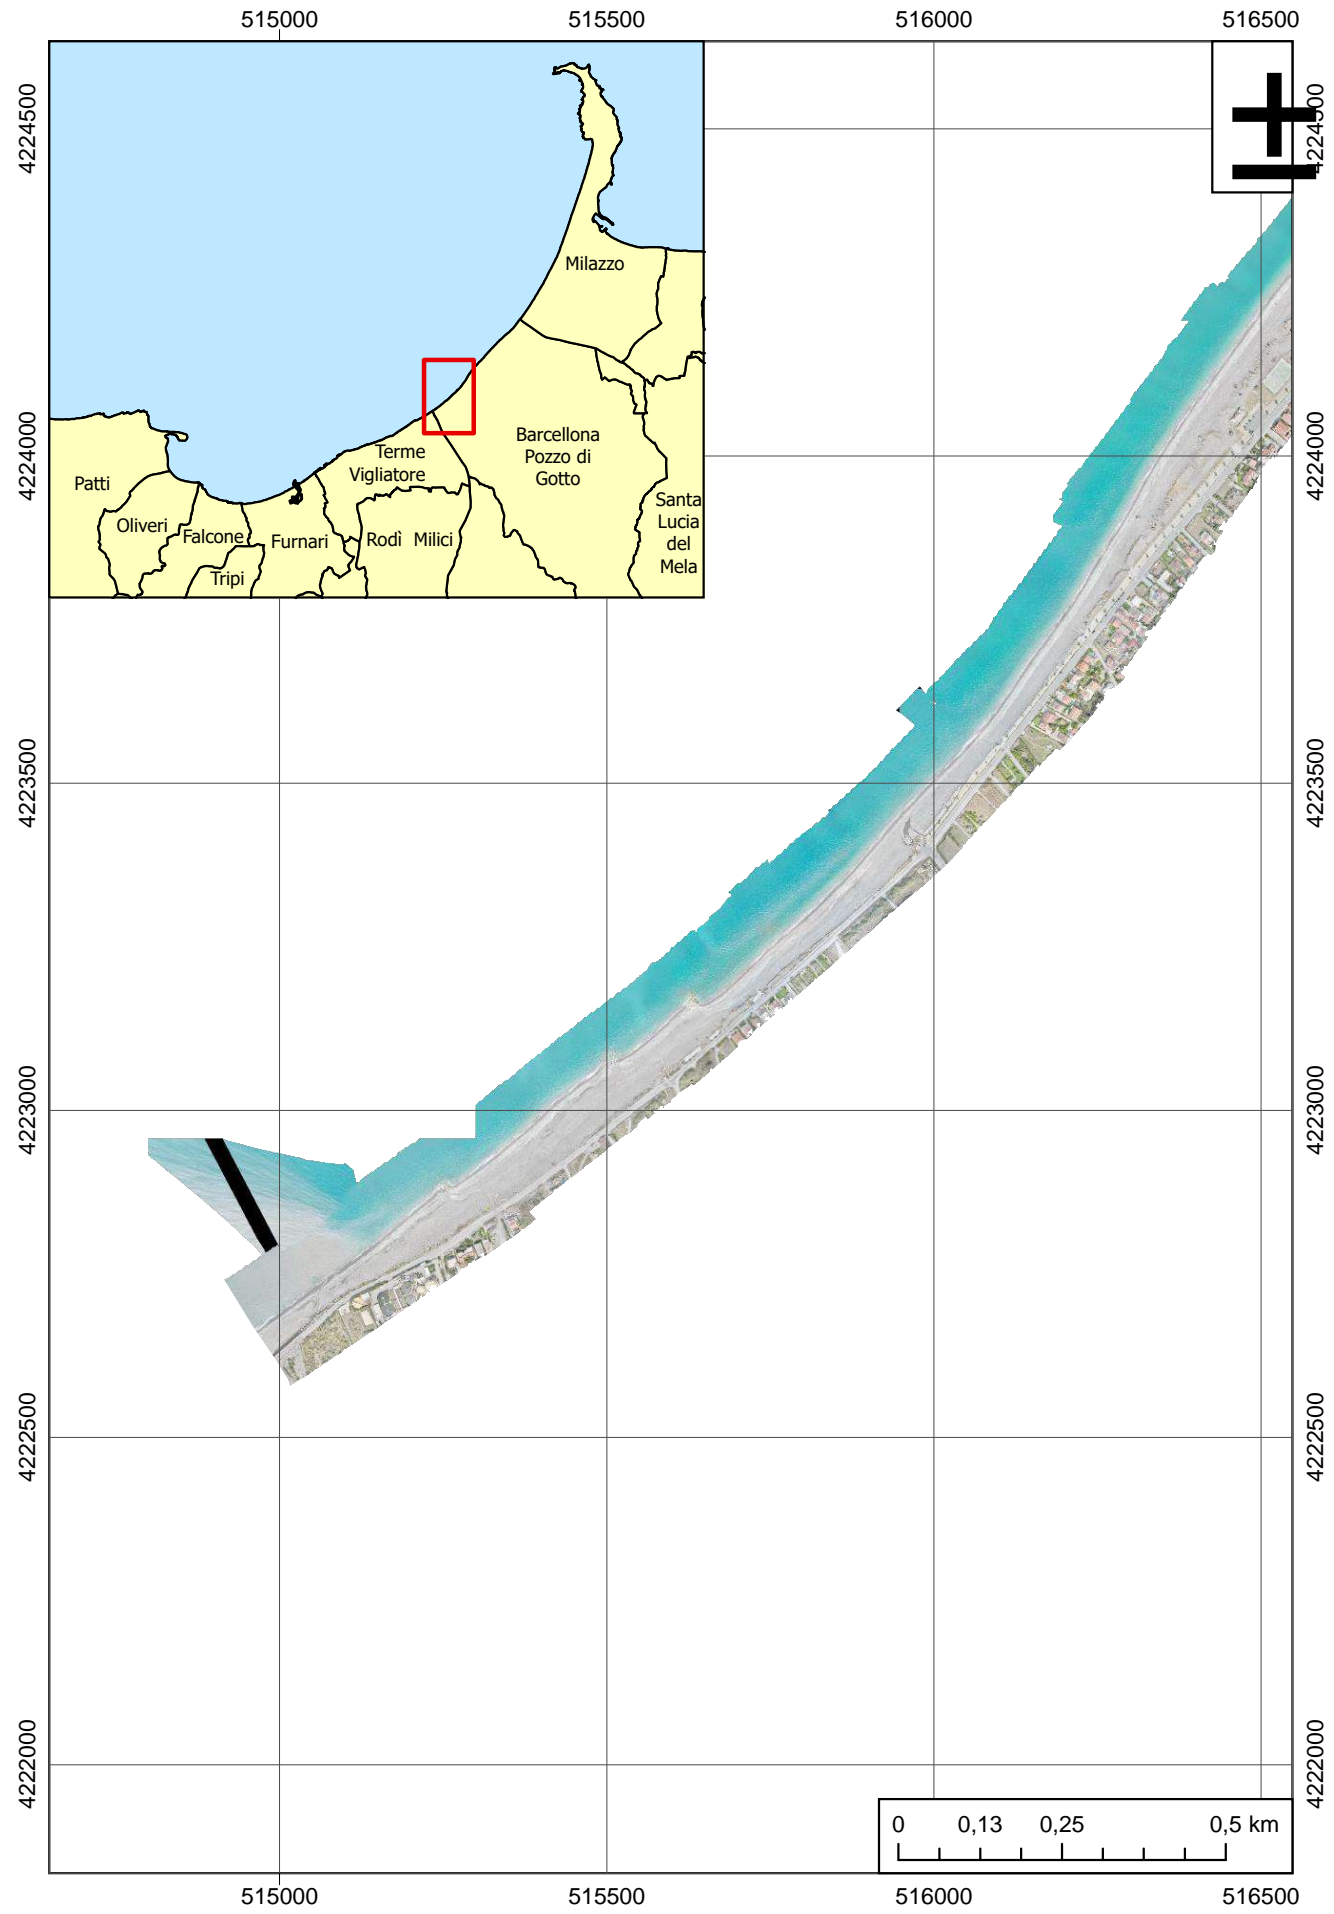 515000 515500 516000 516500
4224500 4224500
Milazzo
Barcellona
Pozzo di
Gotto
Terme
Vigliatore
Patti
Oliveri
Falcone
Tripi
Furnari
Rodì Milici
Santa
Lucia
del
Mela
4224000 4224000
4223500 4223500
4223000 4223000
4222500 4222500
4222000 4222000
0 0,13 0,25 0,5 km
515000 515500 516000 516500